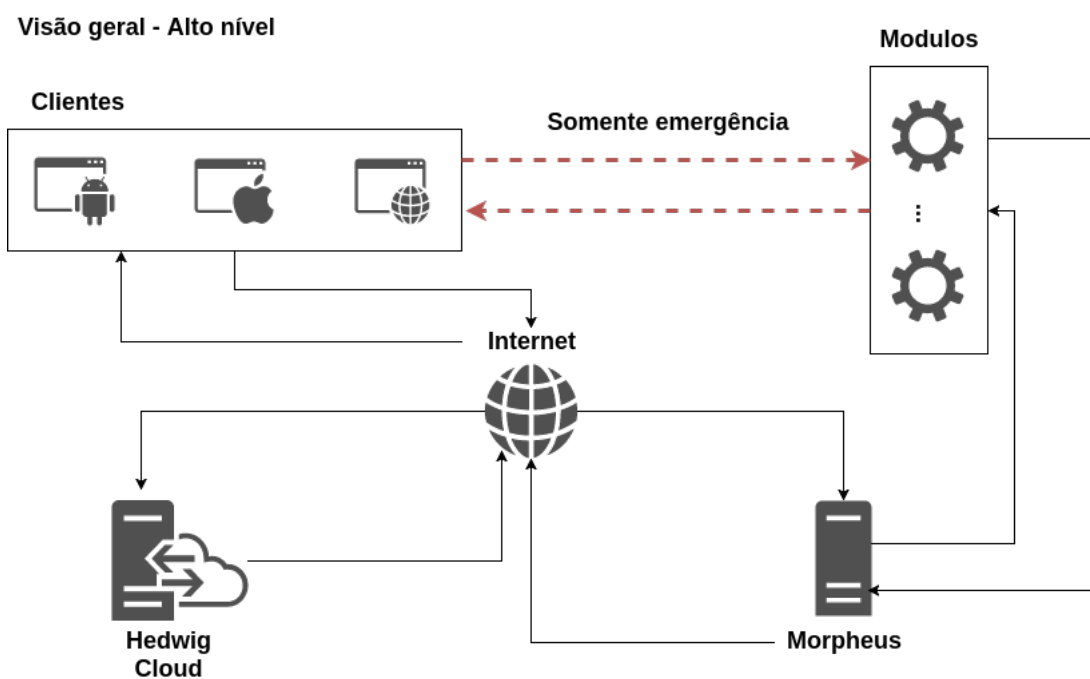 Visão geral - Alto nível
Modulos
Clientes
Somente emergência
...
Internet
Hedwig
Cloud
Morpheus